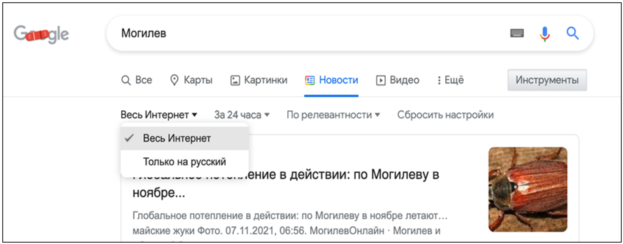 Google
Могилев
Все Карты Картинки Новости Видео Ещё Инструменты
Весь Интернет За 24 часа По релевантности Сбросить настройки
Весь Интернет
Только на русский
Глобальное потепление в действии: по Могилеву в
ноябре...
Глобальное потепление в действии: по Могилеву в ноябре летают...
майские жуки Фото. 07.11.2021, 06:56. МогилевОнлайн · Могилев и